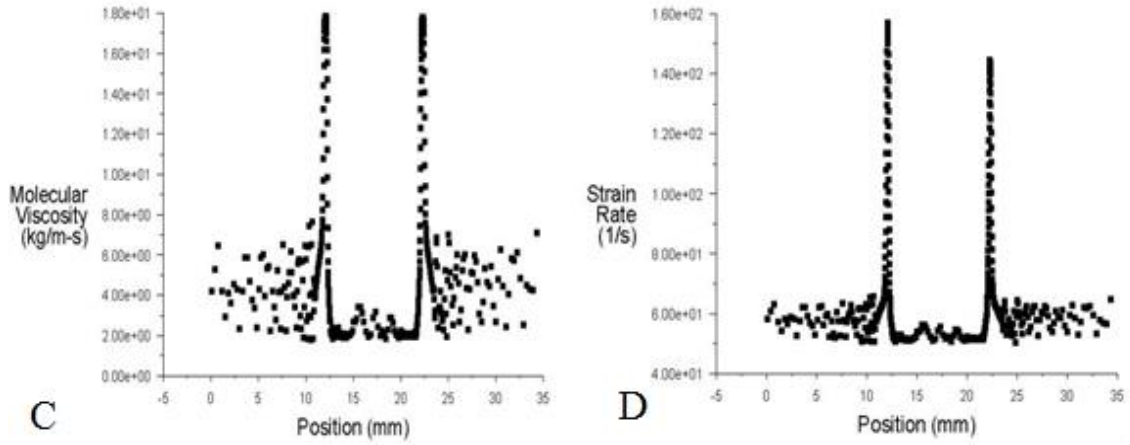 1.80e+01
1.60e+01
1.40e+01
1.20e+01
1.00e+01
8.00e+00
6.00e+00
4.00e+00
2.00e+00
0.00e+00
Molecular
Viscosity
(kg/m-s)
-5 0 5 10 15 20 25 30 35
Position (mm)
C
1.60e+02
1.40e+02
1.20e+02
1.00e+02
8.00e+01
6.00e+01
4.00e+01
Strain
Rate
(1/s)
-5 0 5 10 15 20 25 30 35
Position (mm)
D